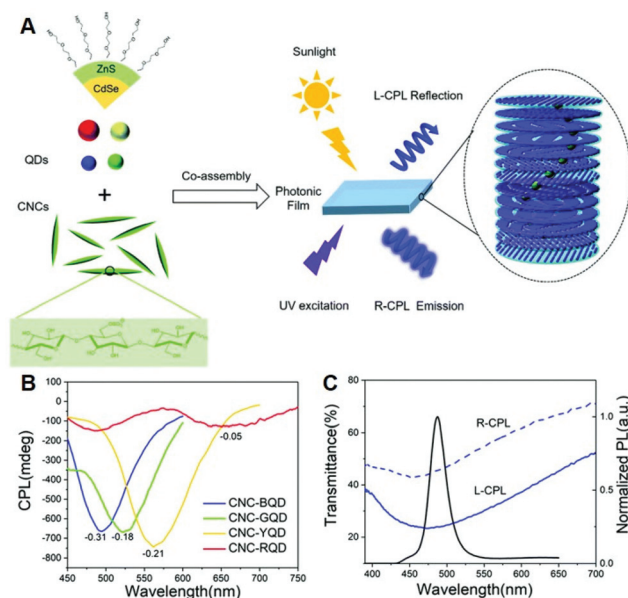 A
ZnS
CdSe
QDs
+
CNCs
Co-assembly
Sunlight
L-CPL Reflection
Photonic
Film
UV excitation
R-CPL Emission
B
CPL(mdeg)
100
0
-100
-200
-300
-400
-500
-600
-700
-800
-0.05
-0.31
-0.18
-0.21
CNC-BQD
CNC-GQD
CNC-YQD
CNC-RQD
450
500
550
600
650
700
750
Wavelength(nm)
C
Transmittance(%)
80
60
40
20
R-CPL
L-CPL
1.0
0.5
0.0
Normalized PL(a.u.)
400
450
500
550
600
650
700
Wavelength(nm)